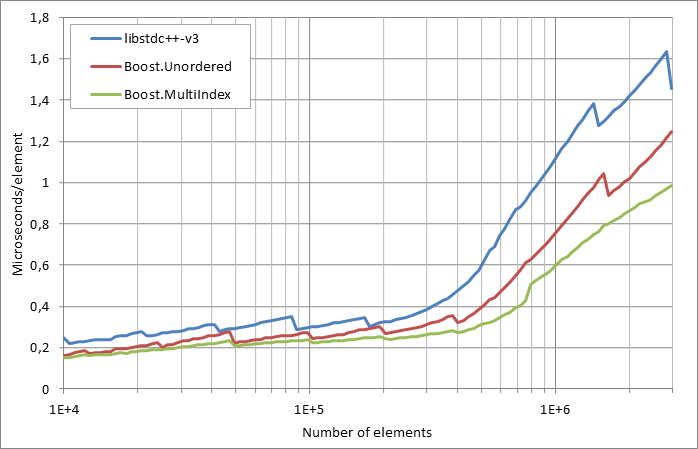 1,8
1,6
1,4
1,2
1
0,8
0,6
0,4
0,2
0
Microseconds/element
libstdc++-v3
Boost.Unordered
Boost.MultiIndex
1E+4
1E+5
1E+6
Number of elements